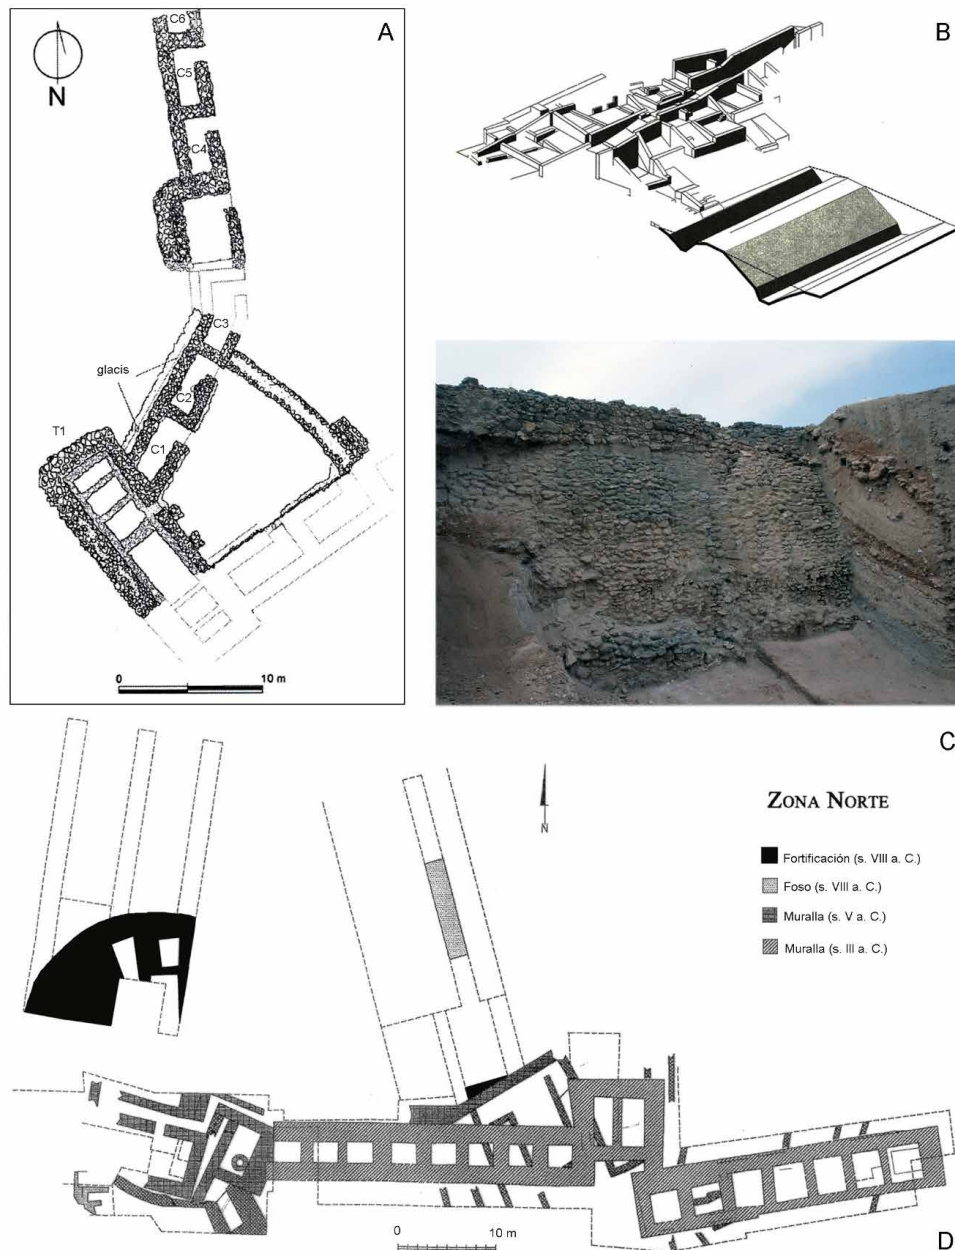 A
N
C6
C5
C4
C3
glacis
C2
T1
C1
0 10 m
B
C
N
ZONA NORTE
Fortificación (s. VIII a. C.)
Foso (s. VIII a. C.)
Muralla (s. V a. C.)
Muralla (s. III a. C.)
0 10 m
D